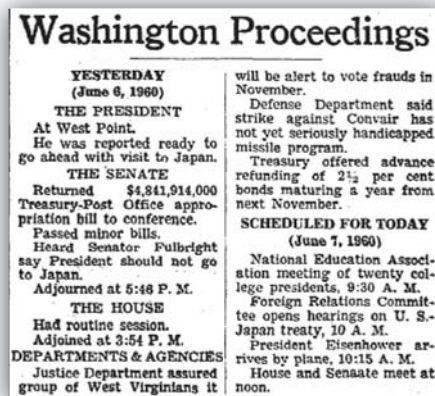 Washington Proceedings
YESTERDAY
(June 6, 1960)
THE PRESIDENT
At West Point.
He was reported ready to
go ahead with visit to Japan.
THE SENATE
Returned $4,841,914,000
Treasury-Post Office appro-
priation bill to conference.
Passed minor bills.
Heard Senator Fulbright
say President should not go
to Japan.
Adjourned at 5:46 P. M.
THE HOUSE
Had routine session.
Adjoined at 3:54 P. M.
DEPARTMENTS & AGENCIES
Justice Department assured
group of West Virginians it
will be alert to vote frauds in
November.
Defense Department said
strike against Convair has
not yet seriously handicapped
missile program.
Treasury offered advance
refunding of 2½ per cent
bonds maturing a year from
next November.
SCHEDULED FOR TODAY
(June 7, 1960)
National Education Associ-
ation meeting of twenty col-
lege presidents, 9:30 A. M.
Foreign Relations Commit-
tee opens hearings on U. S.-
Japan treaty, 10 A. M.
President Eisenhower ar-
rives by plane, 10:15 A. M.
House and Senaate meet at
noon.